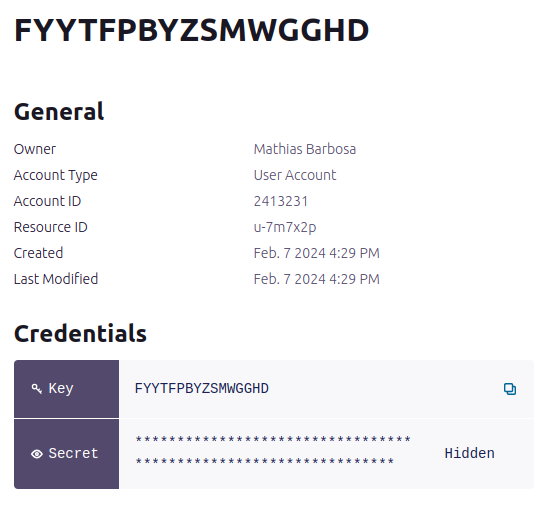 FYYTFPBYZSMWGGHD
General
Owner Mathias Barbosa
Account Type User Account
Account ID 2413231
Resource ID u-7m7x2p
Created Feb. 7 2024 4:29 PM
Last Modified Feb. 7 2024 4:29 PM
Credentials
Key FYYTFPBYZSMWGGHD
*********************************
Secret Hidden
*******************************